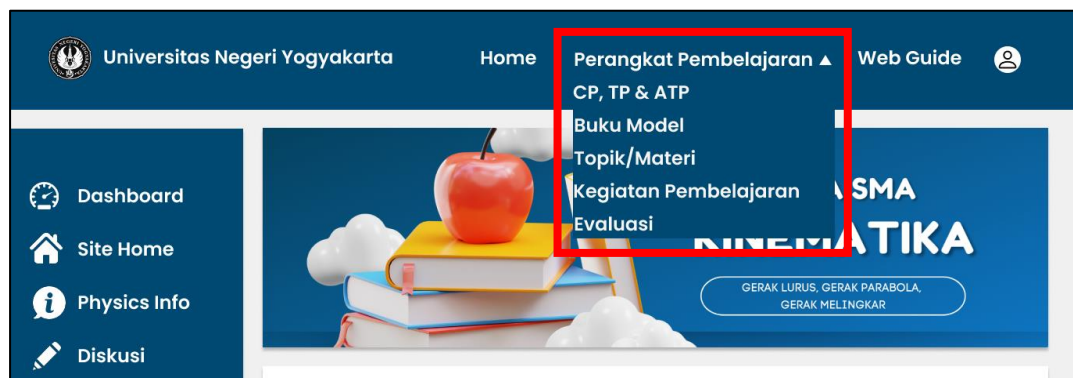 Universitas Negeri Yogyakarta
Home
Perangkat Pembelajaran ▲
Web Guide
CP, TP & ATP
Buku Model
Topik/Materi
Kegiatan Pembelajaran
Evaluasi
Dashboard
Site Home
Physics Info
Diskusi
SMA
KINEMATIKA
GERAK LURUS, GERAK PARABOLA,
GERAK MELINGKAR